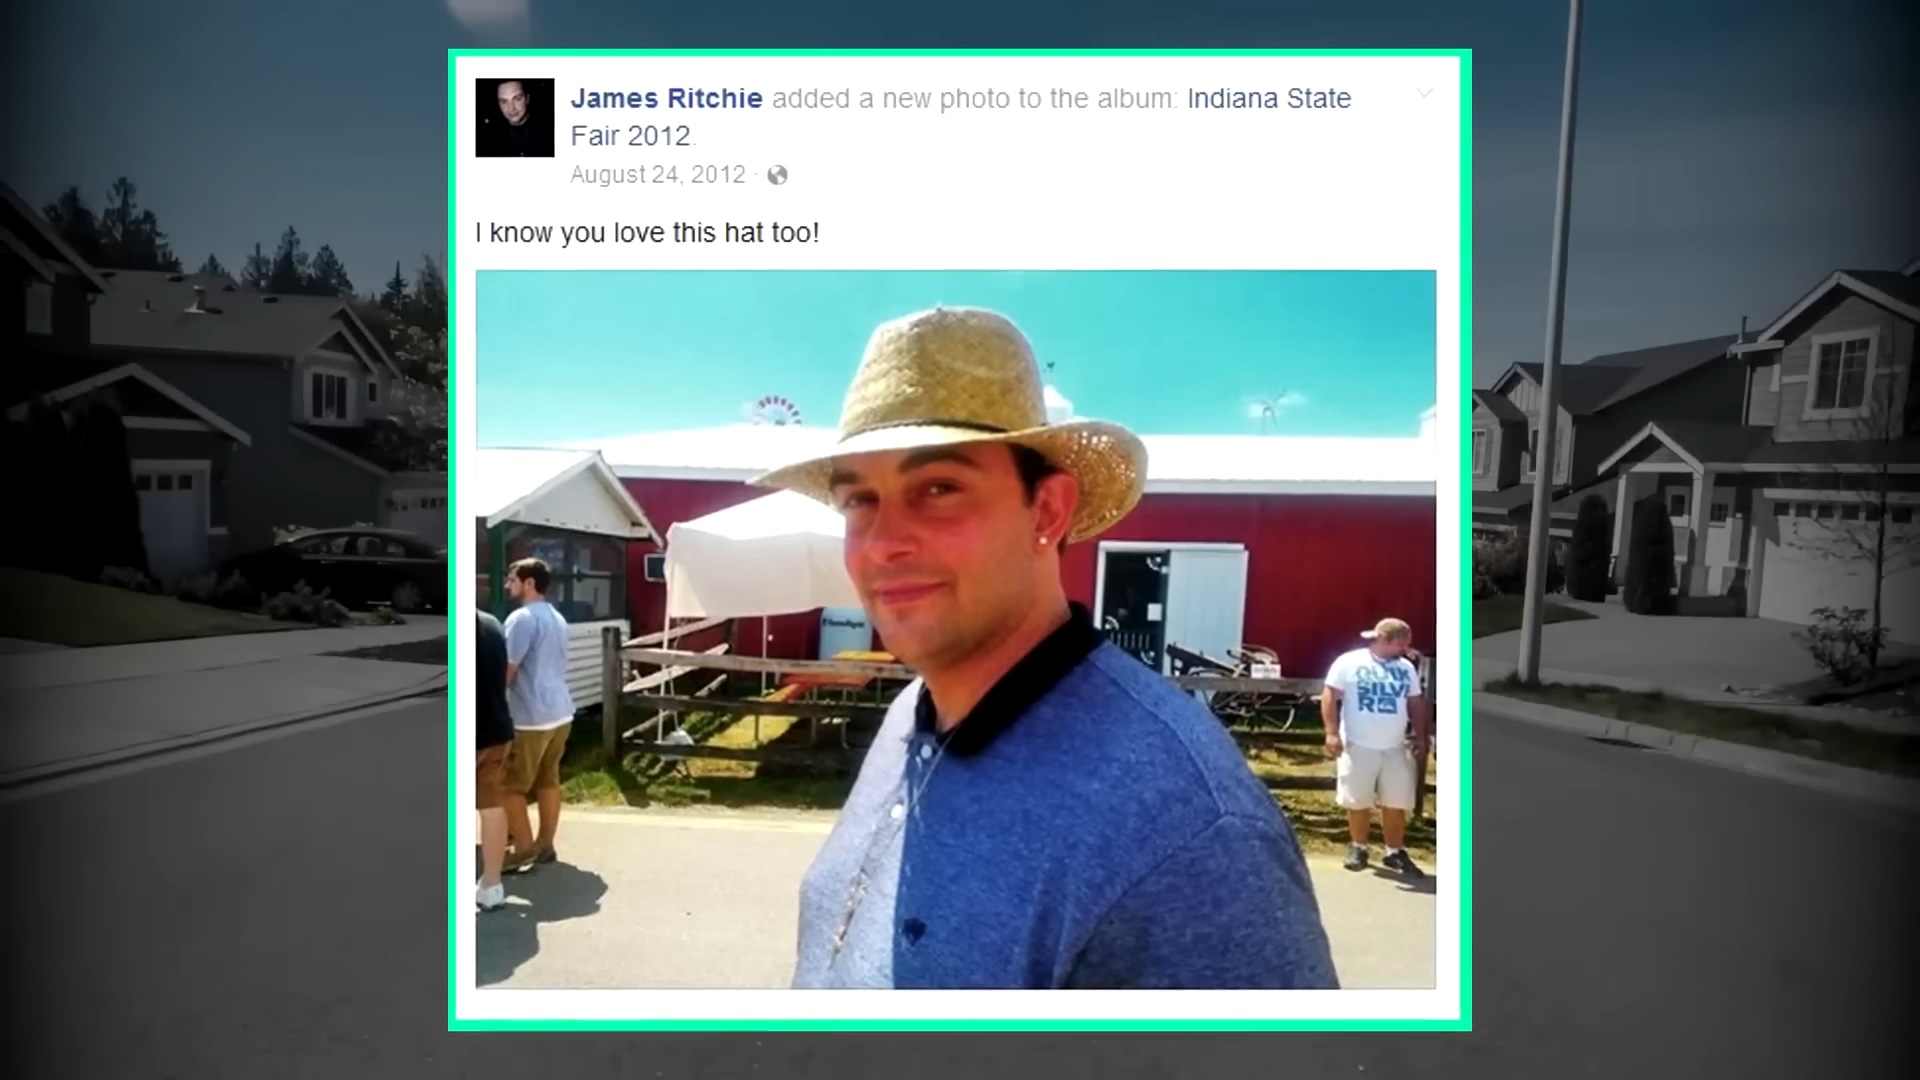 James Ritchie added a new photo to the album: Indiana State
Fair 2012.
August 24, 2012 ·
I know you love this hat too!